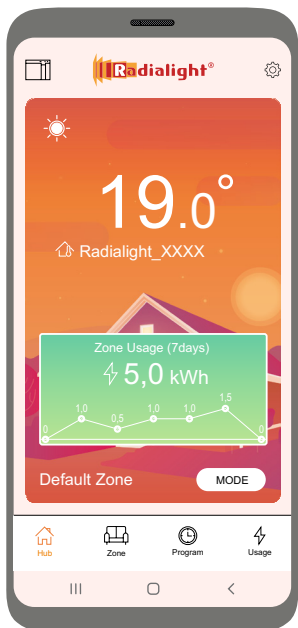 Radialight®
19.0°
Radialight_XXXX
Zone Usage (7days)
5,0 kWh
0 1,0 0,5 1,0 1,0 1,5 0
Default Zone MODE
Hub Zone Program Usage